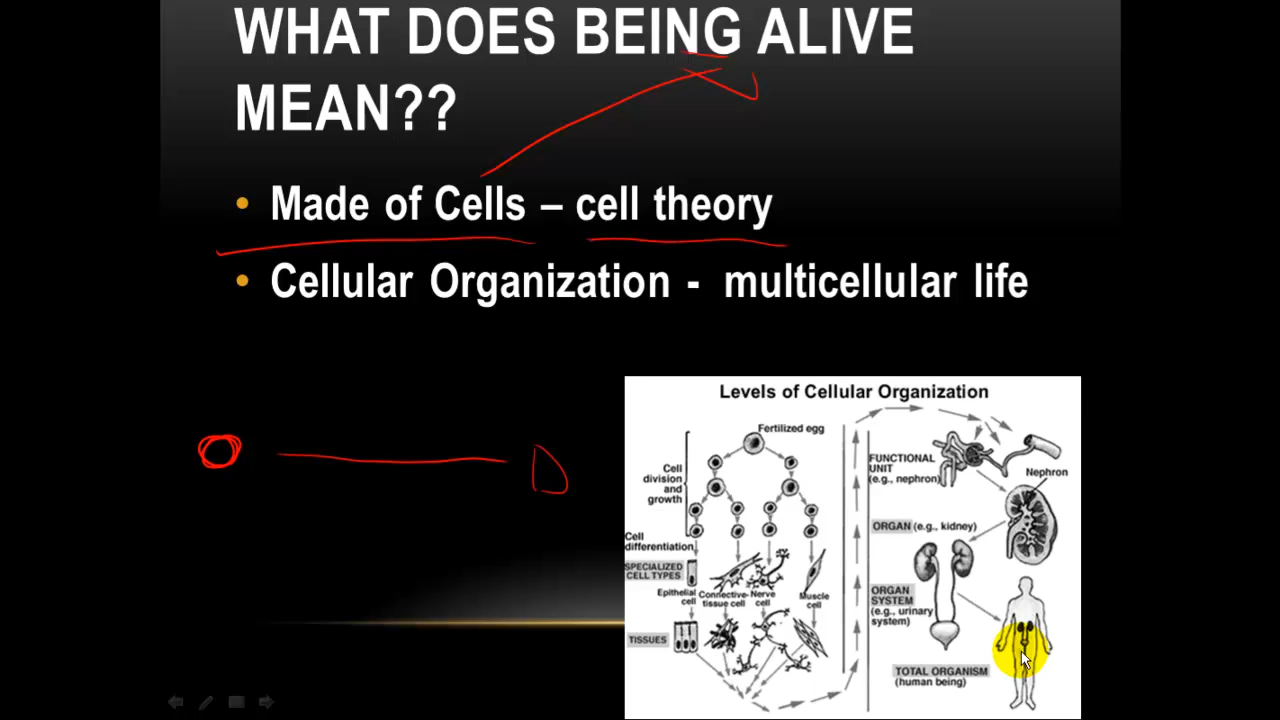 WHAT DOES BEING ALIVE
MEAN??
• Made of Cells – cell theory
• Cellular Organization - multicellular life
Levels of Cellular Organization
Fertilized egg
Cell
division
and
growth
Cell
differentiation
SPECIALIZED
CELL TYPES
Epithelial
cell
Connective-
tissue cell
Nerve
cell
Muscle
cell
TISSUES
FUNCTIONAL
UNIT
(e.g., nephron)
Nephron
ORGAN (e.g., kidney)
ORGAN
SYSTEM
(e.g., urinary
system)
TOTAL ORGANISM
(human being)